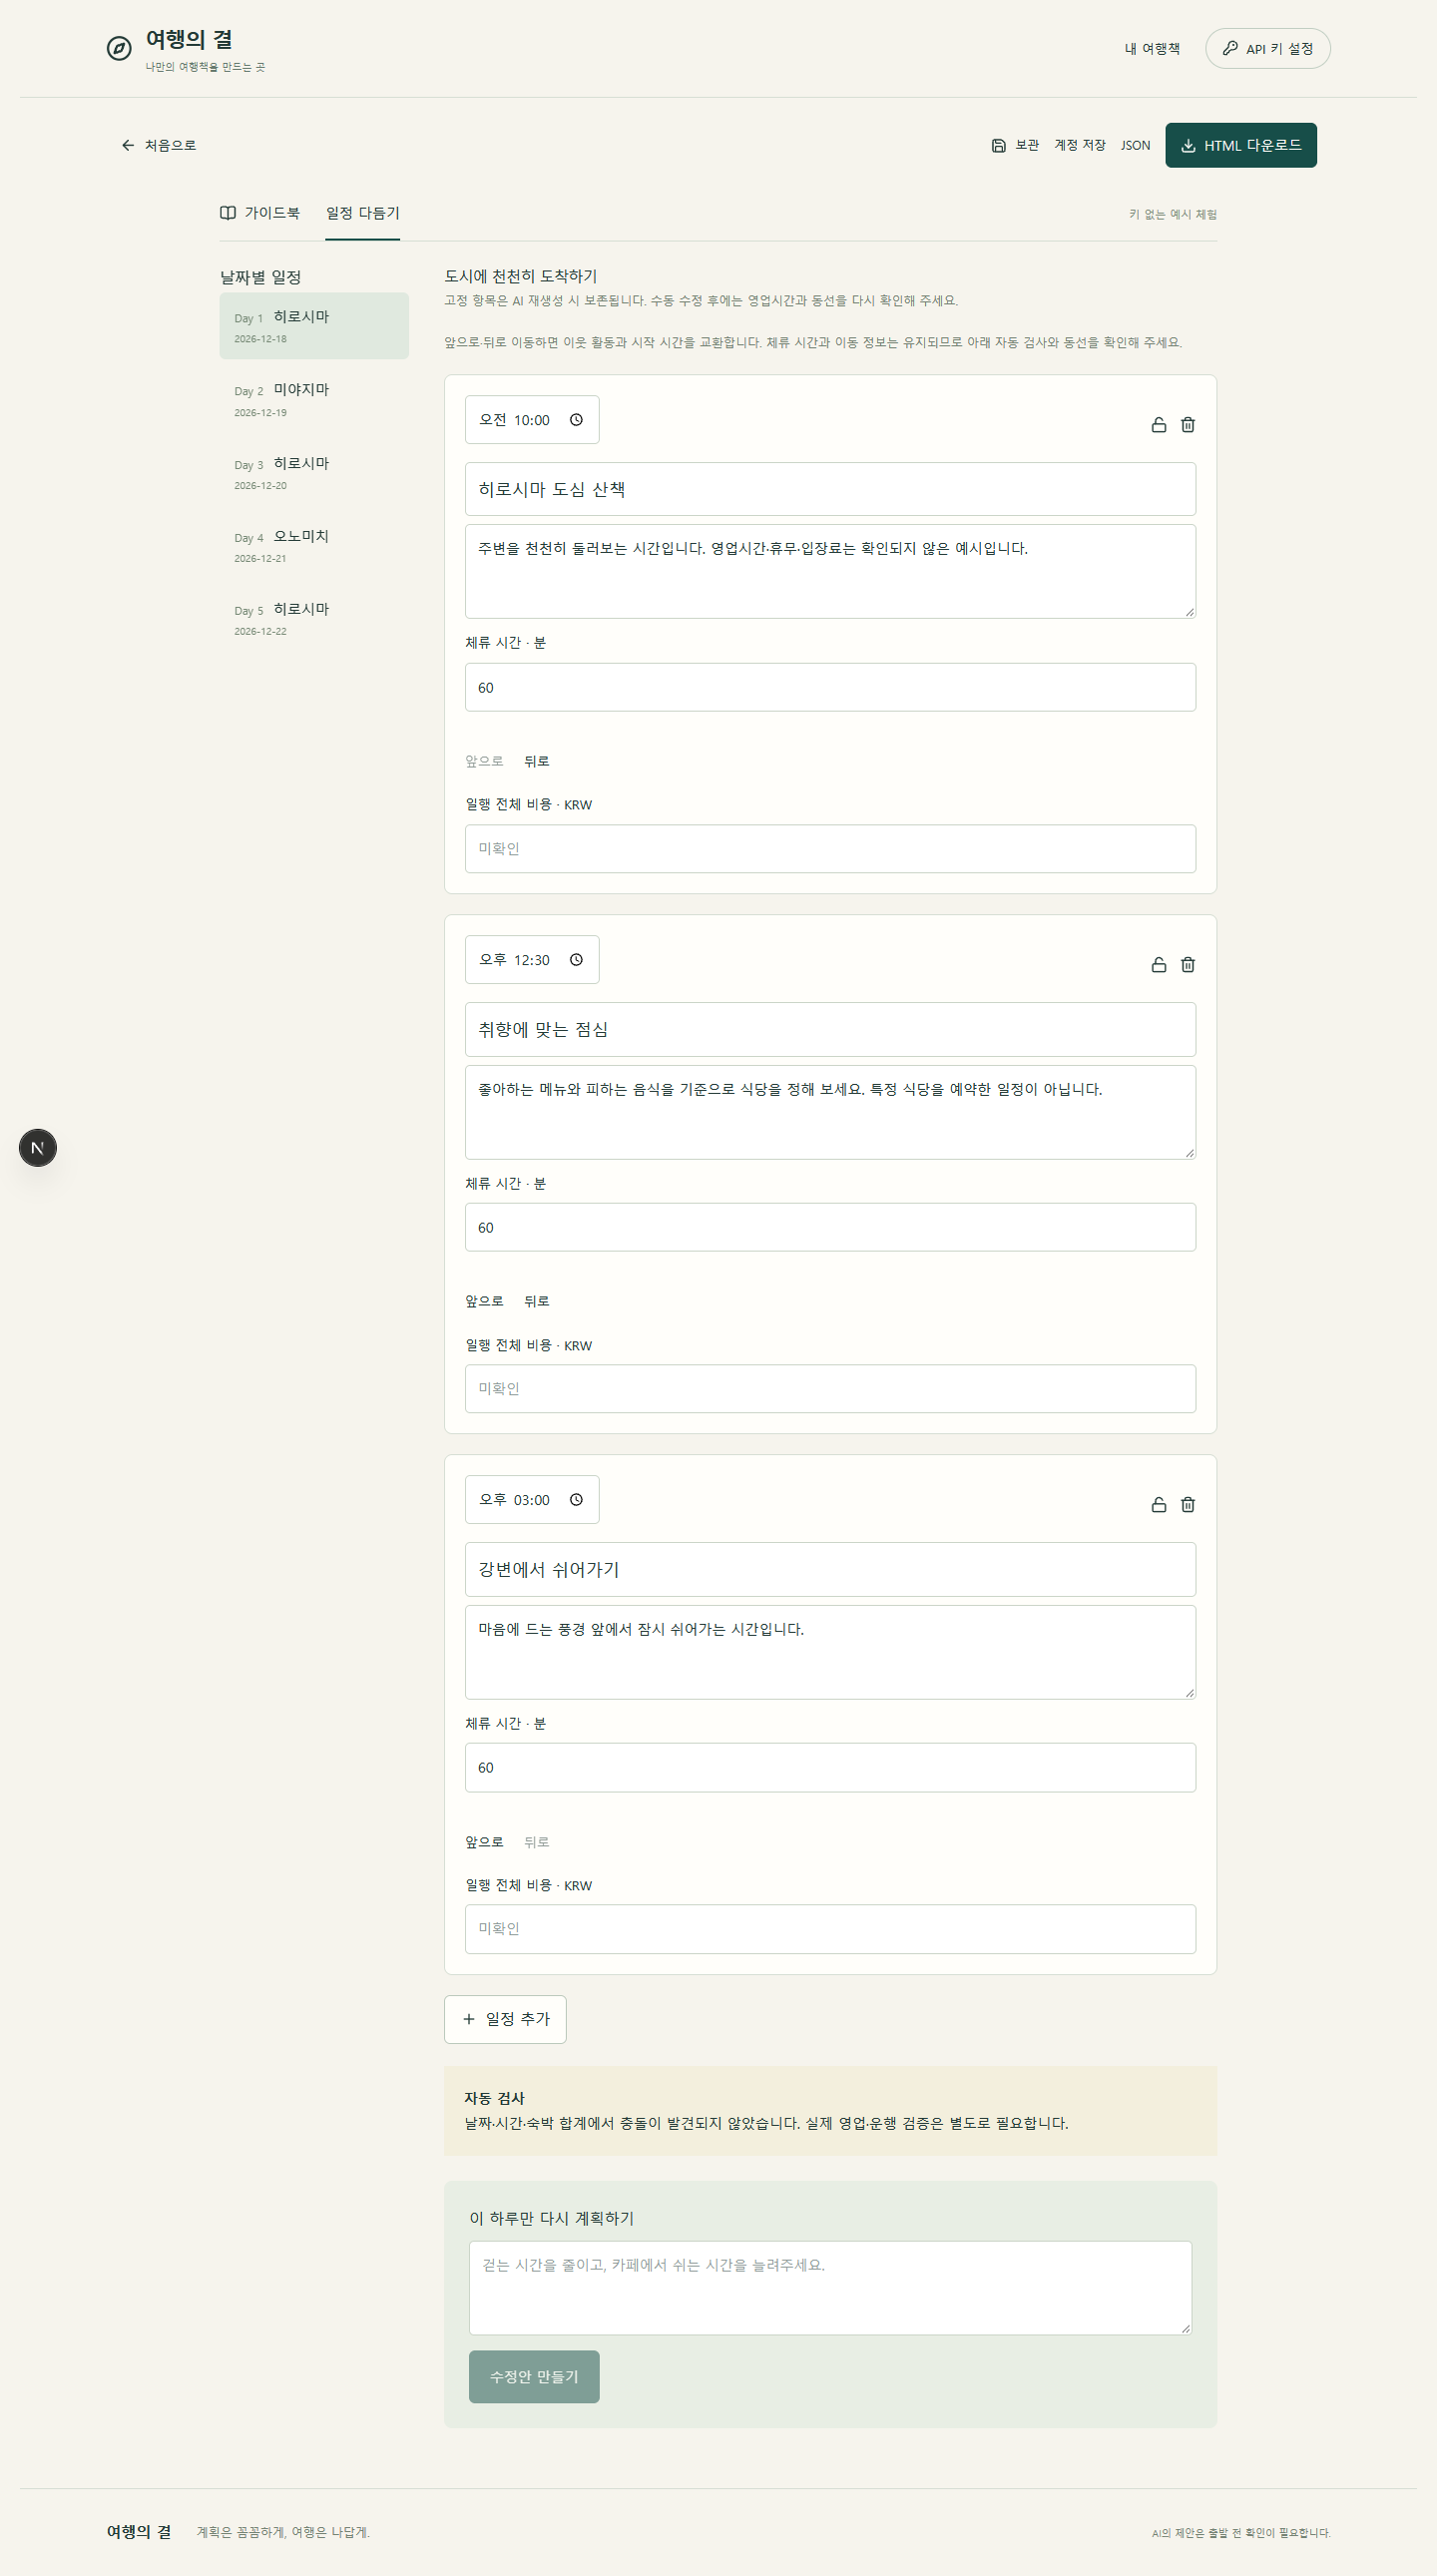 여행의 결
나만의 여행책을 만드는 곳
내 여행책
API 키 설정
처음으로
보관
계정 저장
JSON
HTML 다운로드
가이드북
일정 다듬기
키 없는 예시 체험
날짜별 일정
Day 1 히로시마
2026-12-18
Day 2 미야지마
2026-12-19
Day 3 히로시마
2026-12-20
Day 4 오노미치
2026-12-21
Day 5 히로시마
2026-12-22
도시에 천천히 도착하기
고정 항목은 AI 재생성 시 보존됩니다. 수동 수정 후에는 영업시간과 동선을 다시 확인해 주세요.
앞으로·뒤로 이동하면 이웃 활동과 시작 시간을 교환합니다. 체류 시간과 이동 정보는 유지되므로 아래 자동 검사와 동선을 확인해 주세요.
오전 10:00
히로시마 도심 산책
주변을 천천히 둘러보는 시간입니다. 영업시간·휴무·입장료는 확인되지 않은 예시입니다.
체류 시간 · 분
60
앞으로 뒤로
일행 전체 비용 · KRW
미확인
오후 12:30
취향에 맞는 점심
좋아하는 메뉴와 피하는 음식을 기준으로 식당을 정해 보세요. 특정 식당을 예약한 일정이 아닙니다.
체류 시간 · 분
60
앞으로 뒤로
일행 전체 비용 · KRW
미확인
오후 03:00
강변에서 쉬어가기
마음에 드는 풍경 앞에서 잠시 쉬어가는 시간입니다.
체류 시간 · 분
60
앞으로 뒤로
일행 전체 비용 · KRW
미확인
일정 추가
자동 검사
날짜·시간·숙박 합계에서 충돌이 발견되지 않았습니다. 실제 영업·운행 검증은 별도로 필요합니다.
이 하루만 다시 계획하기
걷는 시간을 줄이고, 카페에서 쉬는 시간을 늘려주세요.
수정안 만들기
N
여행의 결
계획은 꼼꼼하게, 여행은 나답게.
AI의 제안은 출발 전 확인이 필요합니다.